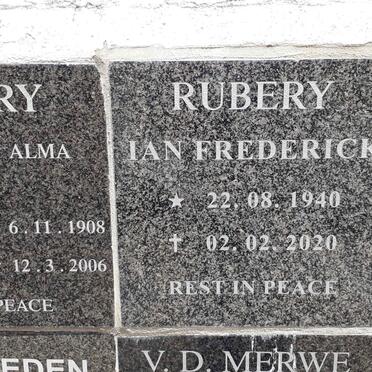 RY
ALMA
6.11.1908
12.3.2006
PEACE
RUBERY
IAN FREDERICK
★ 22.08.1940
✝ 02.02.2020
REST IN PEACE
EDEN
V. D. MERWE